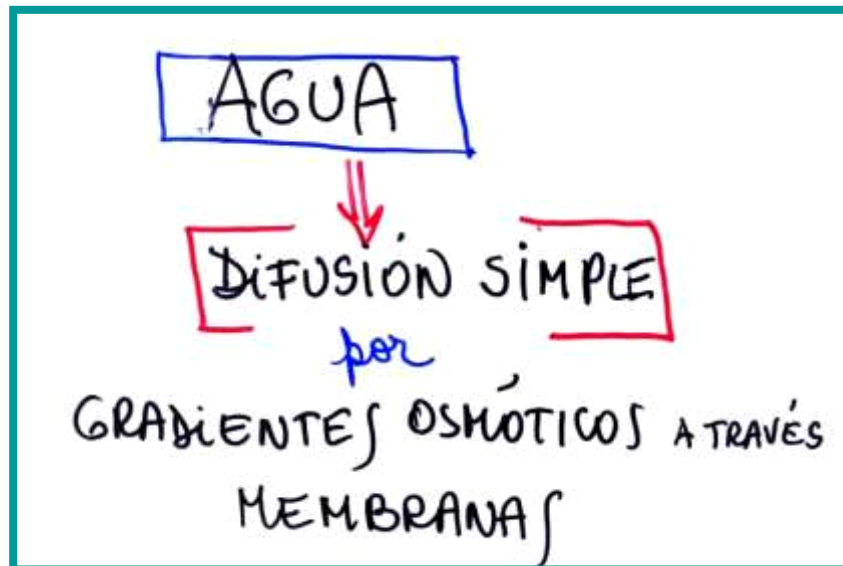 AGUA
DiFUSIÓN SiMPLE
por
GRADiENTES OSMÓTICOS A TRAVÉS
MEMBRANAS